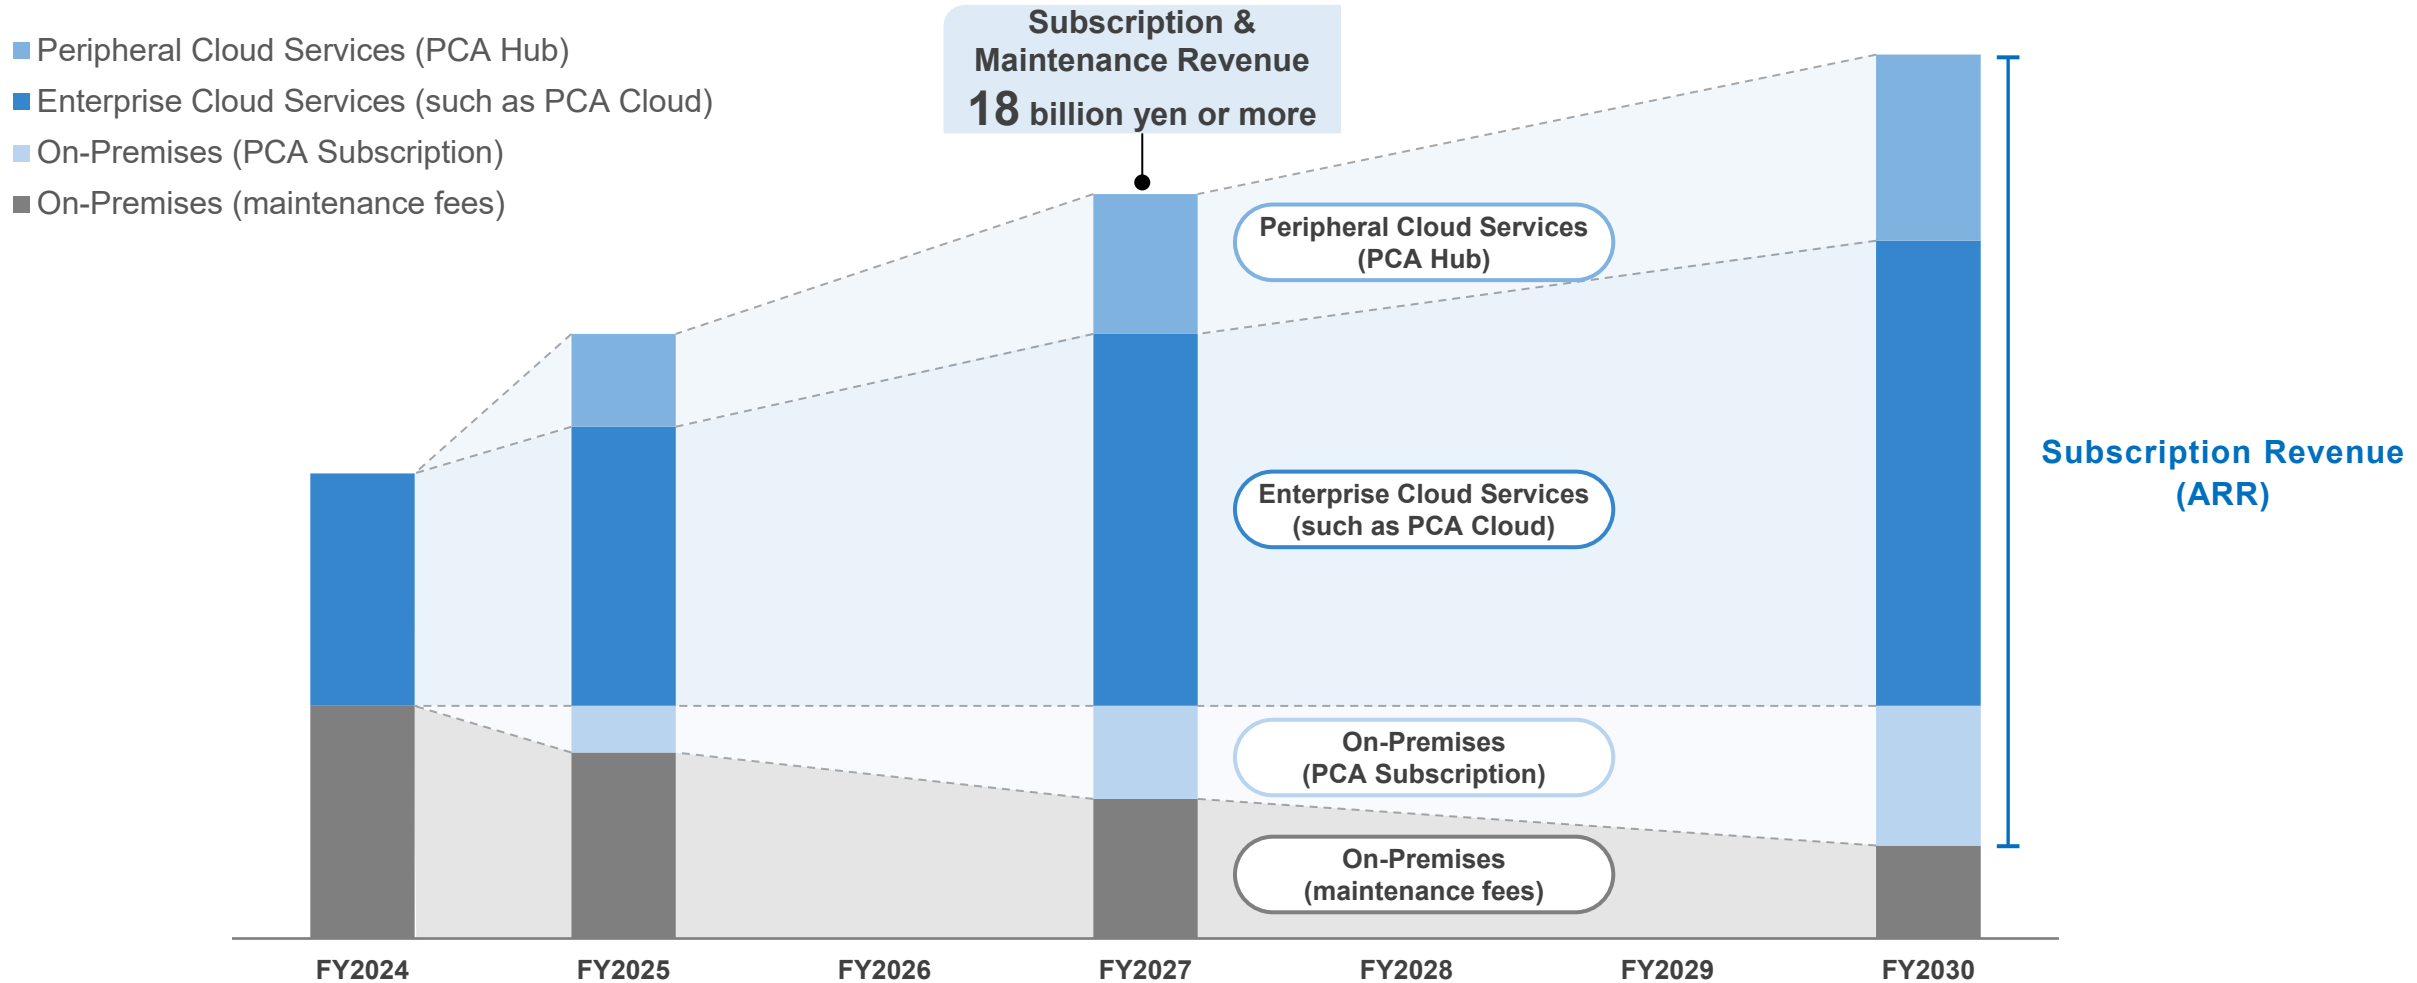 Peripheral Cloud Services (PCA Hub)
Enterprise Cloud Services (such as PCA Cloud)
On-Premises (PCA Subscription)
On-Premises (maintenance fees)
Subscription &
Maintenance Revenue
18 billion yen or more
Peripheral Cloud Services
(PCA Hub)
Enterprise Cloud Services
(such as PCA Cloud)
On-Premises
(PCA Subscription)
On-Premises
(maintenance fees)
Subscription Revenue
(ARR)
FY2024 FY2025 FY2026 FY2027 FY2028 FY2029 FY2030